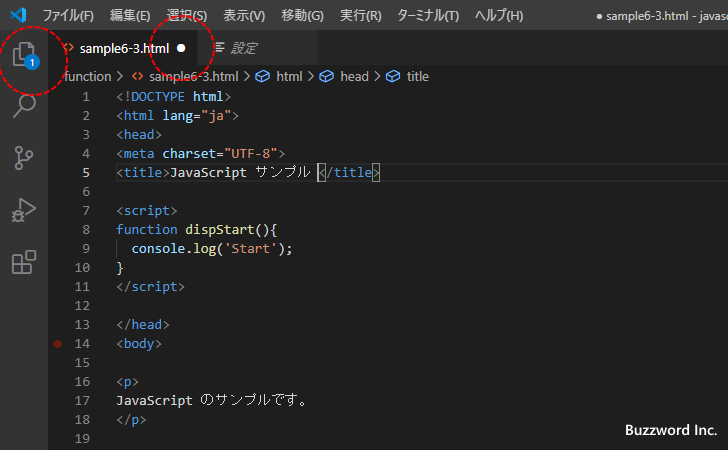 ファイル(F) 編集(E) 選択(S) 表示(V) 移動(G) 実行(R) ターミナル(T) ヘルプ(H) ● sample6-3.html - javasc
1
<> sample6-3.html ● 設定
function > <> sample6-3.html > html > head > title
1 <!DOCTYPE html>
2 <html lang="ja">
3 <head>
4 <meta charset="UTF-8">
5 <title>JavaScript サンプル </title>
6
7 <script>
8 function dispStart(){
9 console.log('Start');
10 }
11 </script>
12
13 </head>
14 <body>
15
16 <p>
17 JavaScript のサンプルです。
18 </p>
19
Buzzword Inc.